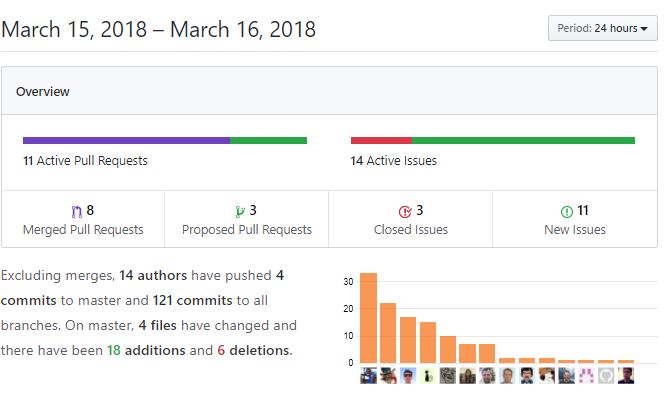 March 15, 2018 – March 16, 2018
Period: 24 hours
Overview
11 Active Pull Requests
14 Active Issues
8
Merged Pull Requests
3
Proposed Pull Requests
3
Closed Issues
11
New Issues
Excluding merges, 14 authors have pushed 4
commits to master and 121 commits to all
branches. On master, 4 files have changed and
there have been 18 additions and 6 deletions.
30
20
10
0